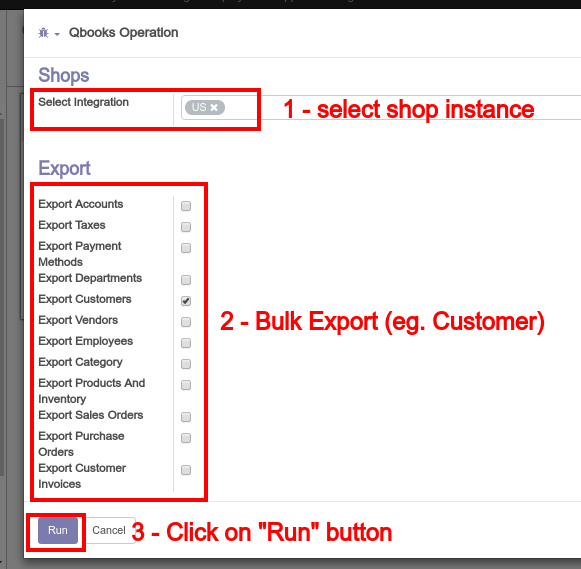 Qbooks Operation
Shops
Select Integration
US
1 - select shop instance
Export
Export Accounts
Export Taxes
Export Payment
Methods
Export Departments
Export Customers
Export Vendors
Export Employees
Export Category
Export Products And
Inventory
Export Sales Orders
Export Purchase
Orders
Export Customer
Invoices
2 - Bulk Export (eg. Customer)
Run
Cancel
3 - Click on "Run" button